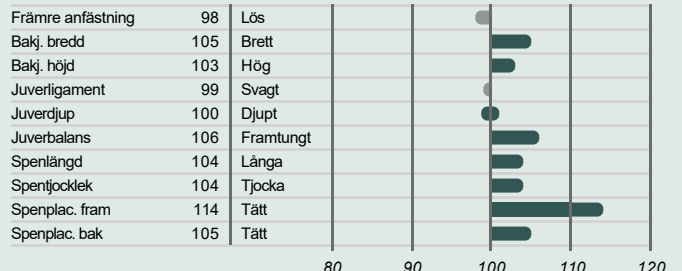 Främre anfästning 98 Lös
Bakj. bredd 105 Brett
Bakj. höjd 103 Hög
Juverligament 99 Svagt
Juverdjup 100 Djupt
Juverbalans 106 Framtungt
Spenlängd 104 Långa
Spentjocklek 104 Tjocka
Spenplac. fram 114 Tätt
Spenplac. bak 105 Tätt
80 90 100 110 120